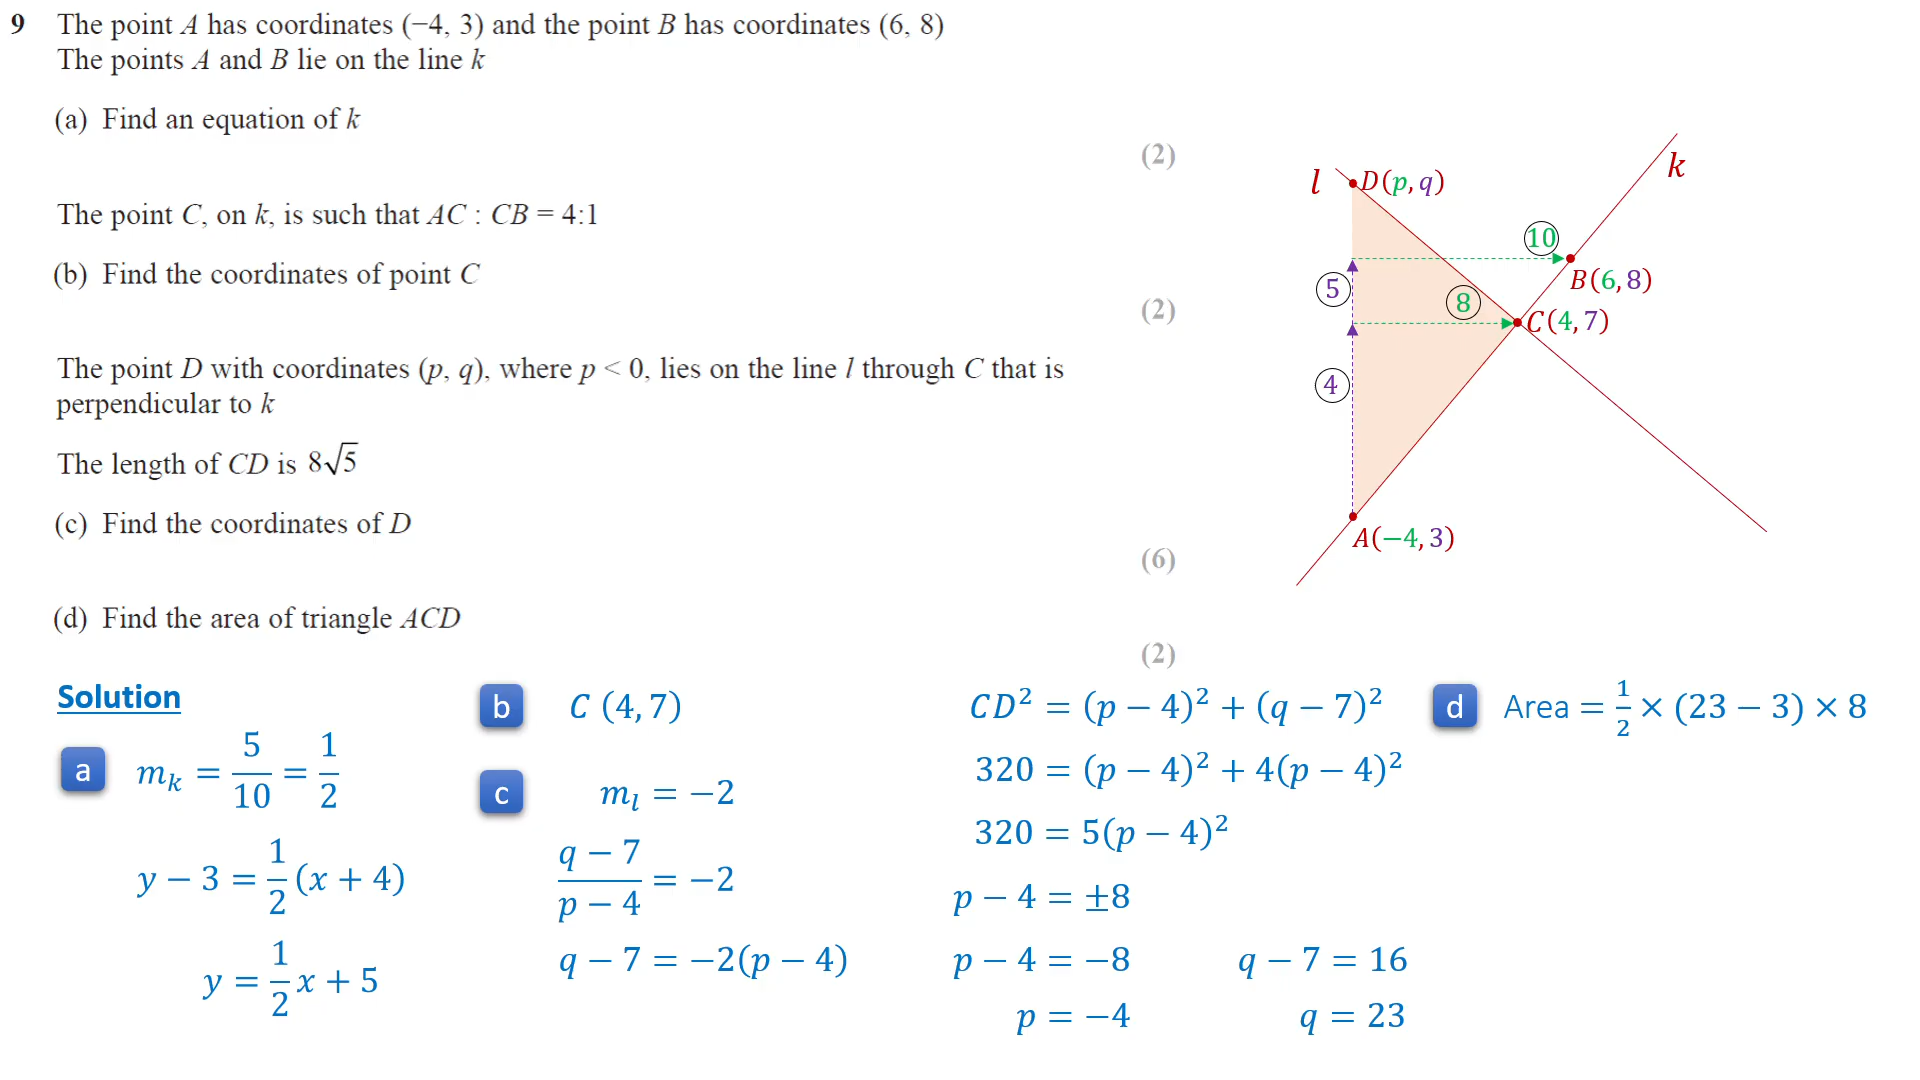 9 The point A has coordinates (−4, 3) and the point B has coordinates (6, 8)
The points A and B lie on the line k
(a) Find an equation of k
(2)
The point C, on k, is such that AC : CB = 4:1
(b) Find the coordinates of point C
(2)
The point D with coordinates (p, q), where p < 0, lies on the line l through C that is
perpendicular to k
The length of CD is 8√5
(c) Find the coordinates of D
(6)
(d) Find the area of triangle ACD
(2)
l
D(p, q)
k
10
B(6, 8)
5
8
C(4, 7)
4
A(−4, 3)
Solution
a
m_k = 5/10 = 1/2
y − 3 = 1/2 (x + 4)
y = 1/2 x + 5
b C (4, 7)
c m_l = −2
(q − 7)/(p − 4) = −2
q − 7 = −2(p − 4)
CD² = (p − 4)² + (q − 7)²
320 = (p − 4)² + 4(p − 4)²
320 = 5(p − 4)²
p − 4 = ±8
p − 4 = −8 q − 7 = 16
p = −4 q = 23
d Area = 1/2 × (23 − 3) × 8